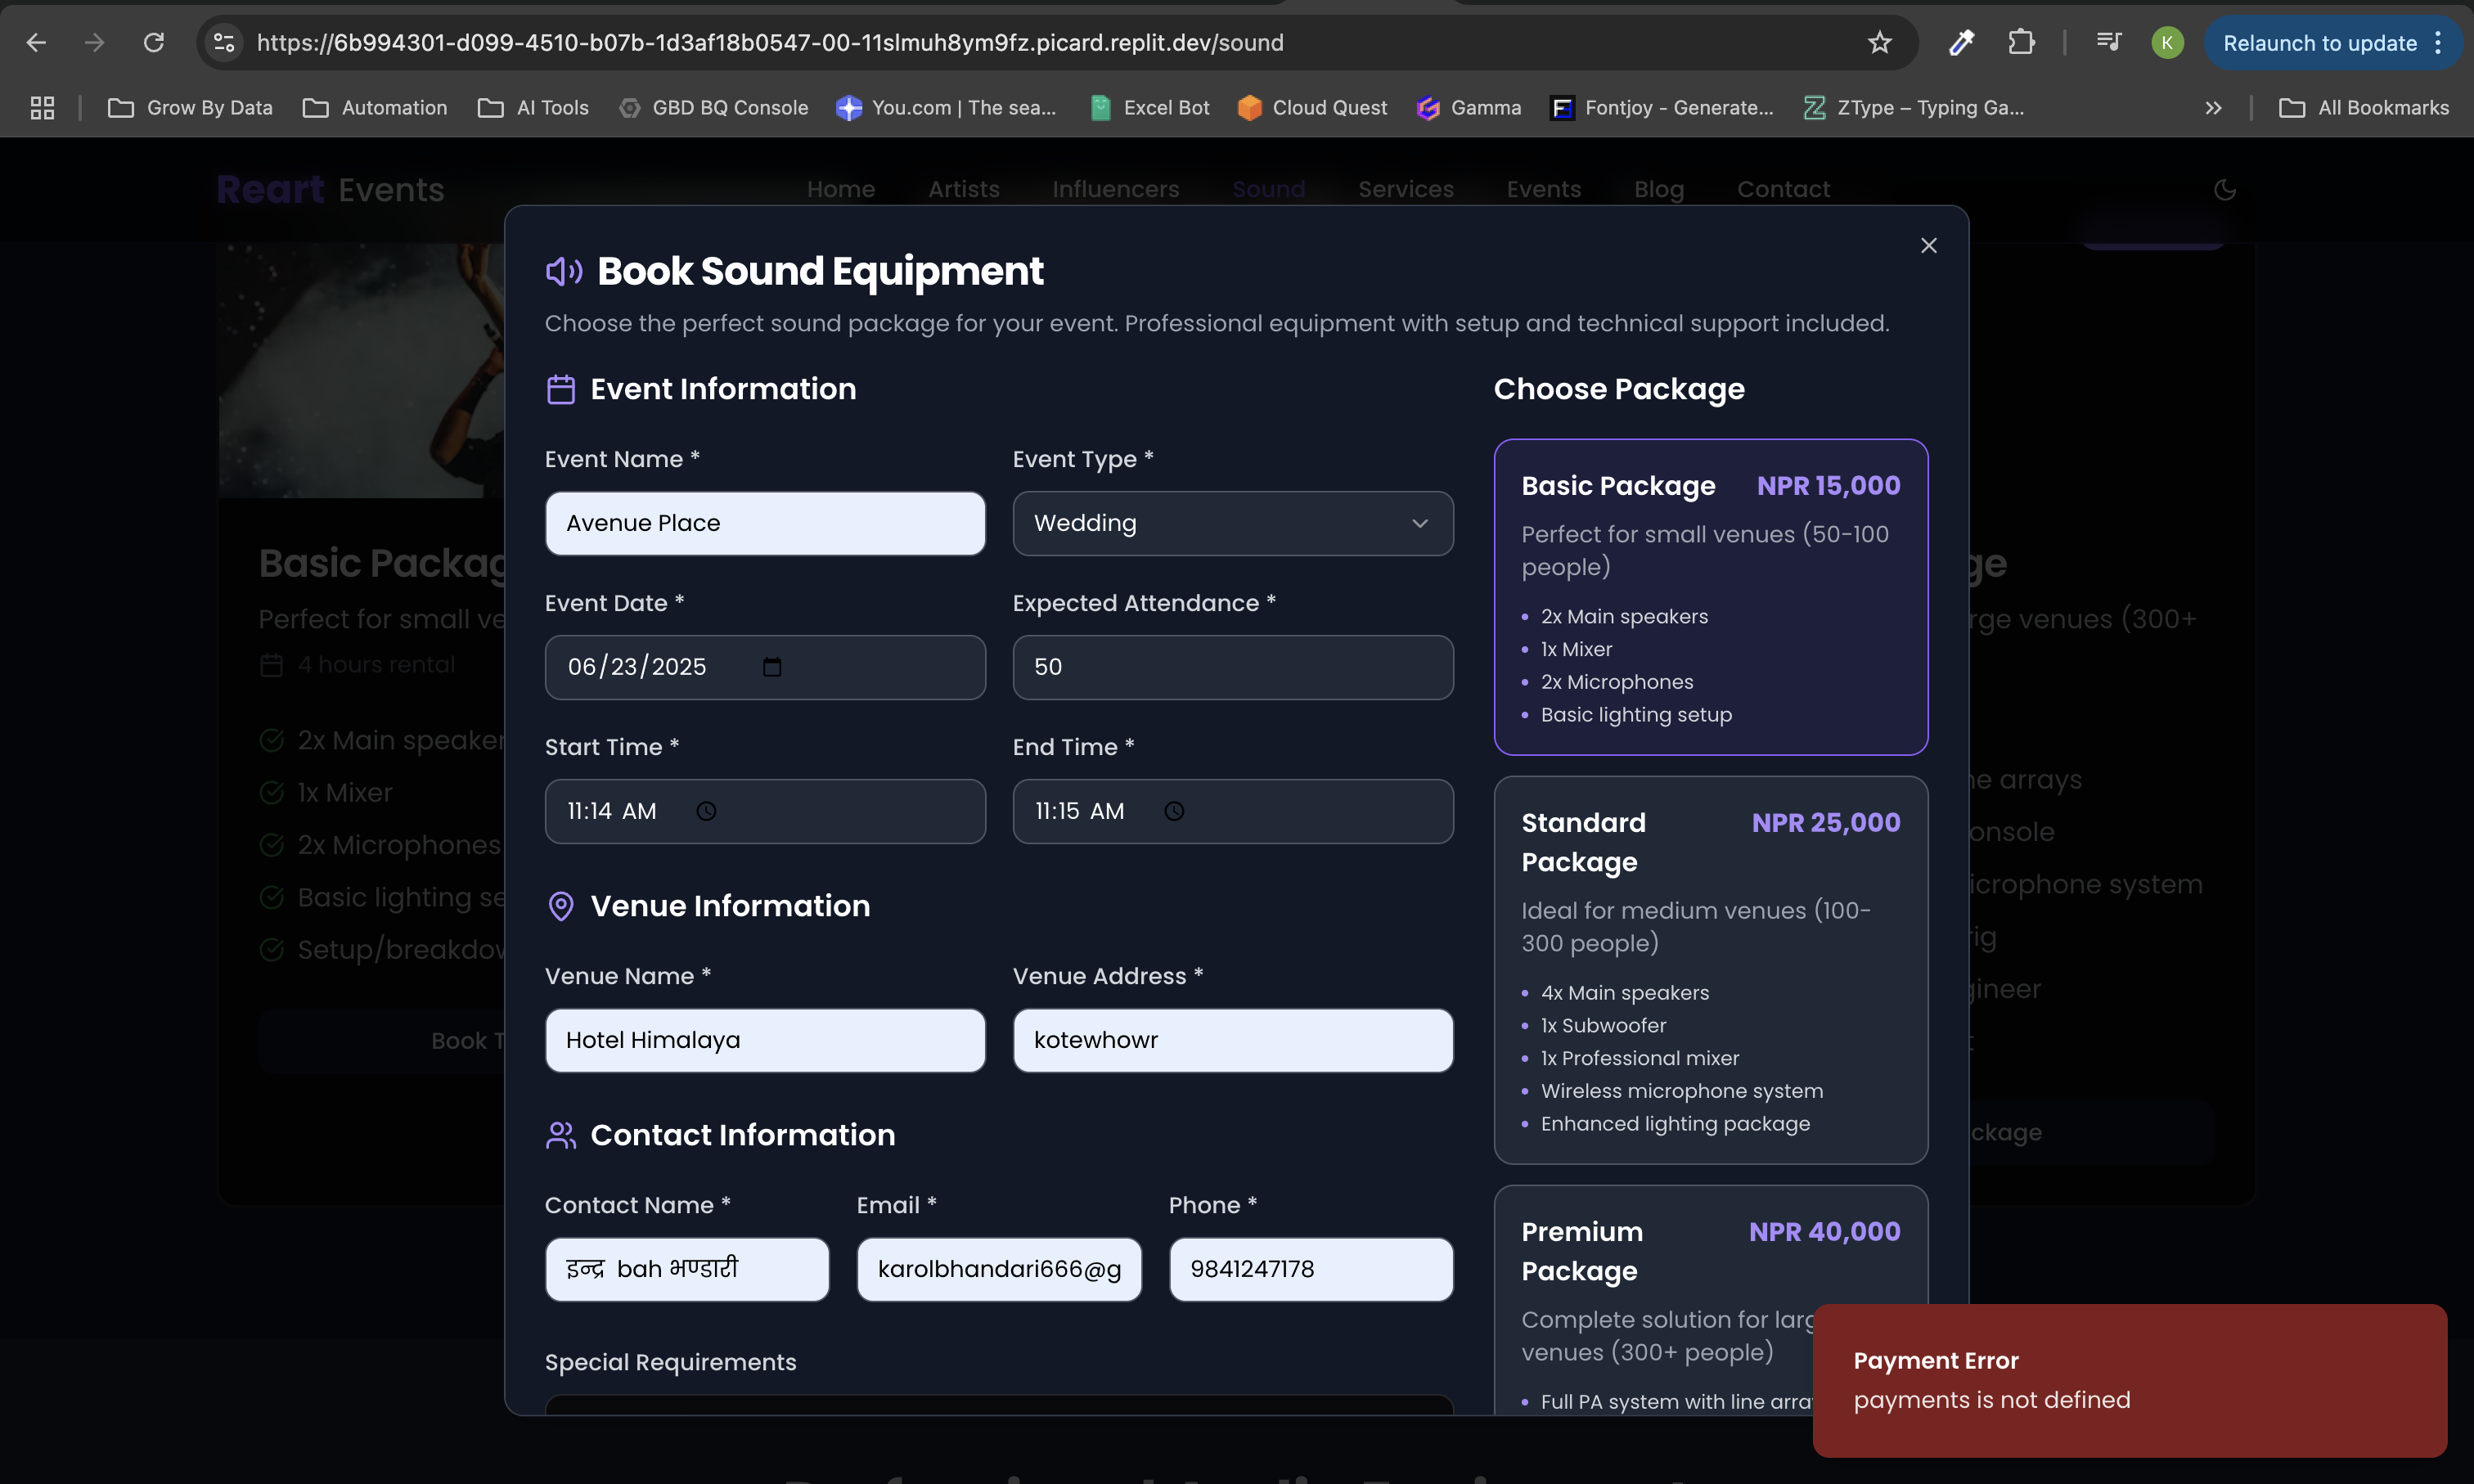 https://6b994301-d099-4510-b07b-1d3af18b0547-00-11slmuh8ym9fz.picard.replit.dev/sound
K
Relaunch to update
Grow By Data
Automation
AI Tools
GBD BQ Console
You.com | The sea...
Excel Bot
Cloud Quest
Gamma
Fontjoy - Generate...
ZType – Typing Ga...
All Bookmarks
Reart Events
Home
Artists
Influencers
Sound
Services
Events
Blog
Contact
Book Sound Equipment
Choose the perfect sound package for your event. Professional equipment with setup and technical support included.
Event Information
Event Name *
Avenue Place
Event Type *
Wedding
Event Date *
06/23/2025
Expected Attendance *
50
Start Time *
11:14 AM
End Time *
11:15 AM
Venue Information
Venue Name *
Hotel Himalaya
Venue Address *
kotewhowr
Contact Information
Contact Name *
इन्द्र bah भण्डारी
Email *
karolbhandari666@g
Phone *
9841247178
Special Requirements
Choose Package
Basic Package
NPR 15,000
Perfect for small venues (50-100
people)
2x Main speakers
1x Mixer
2x Microphones
Basic lighting setup
Standard
Package
NPR 25,000
Ideal for medium venues (100-
300 people)
4x Main speakers
1x Subwoofer
1x Professional mixer
Wireless microphone system
Enhanced lighting package
Premium
Package
NPR 40,000
Complete solution for larg
venues (300+ people)
Full PA system with line arra
Payment Error
payments is not defined
Basic Packag
Perfect for small ve
4 hours rental
2x Main speaker
1x Mixer
2x Microphones
Basic lighting se
Setup/breakdow
Book T
ge
rge venues (300+
ne arrays
onsole
icrophone system
rig
gineer
ckage